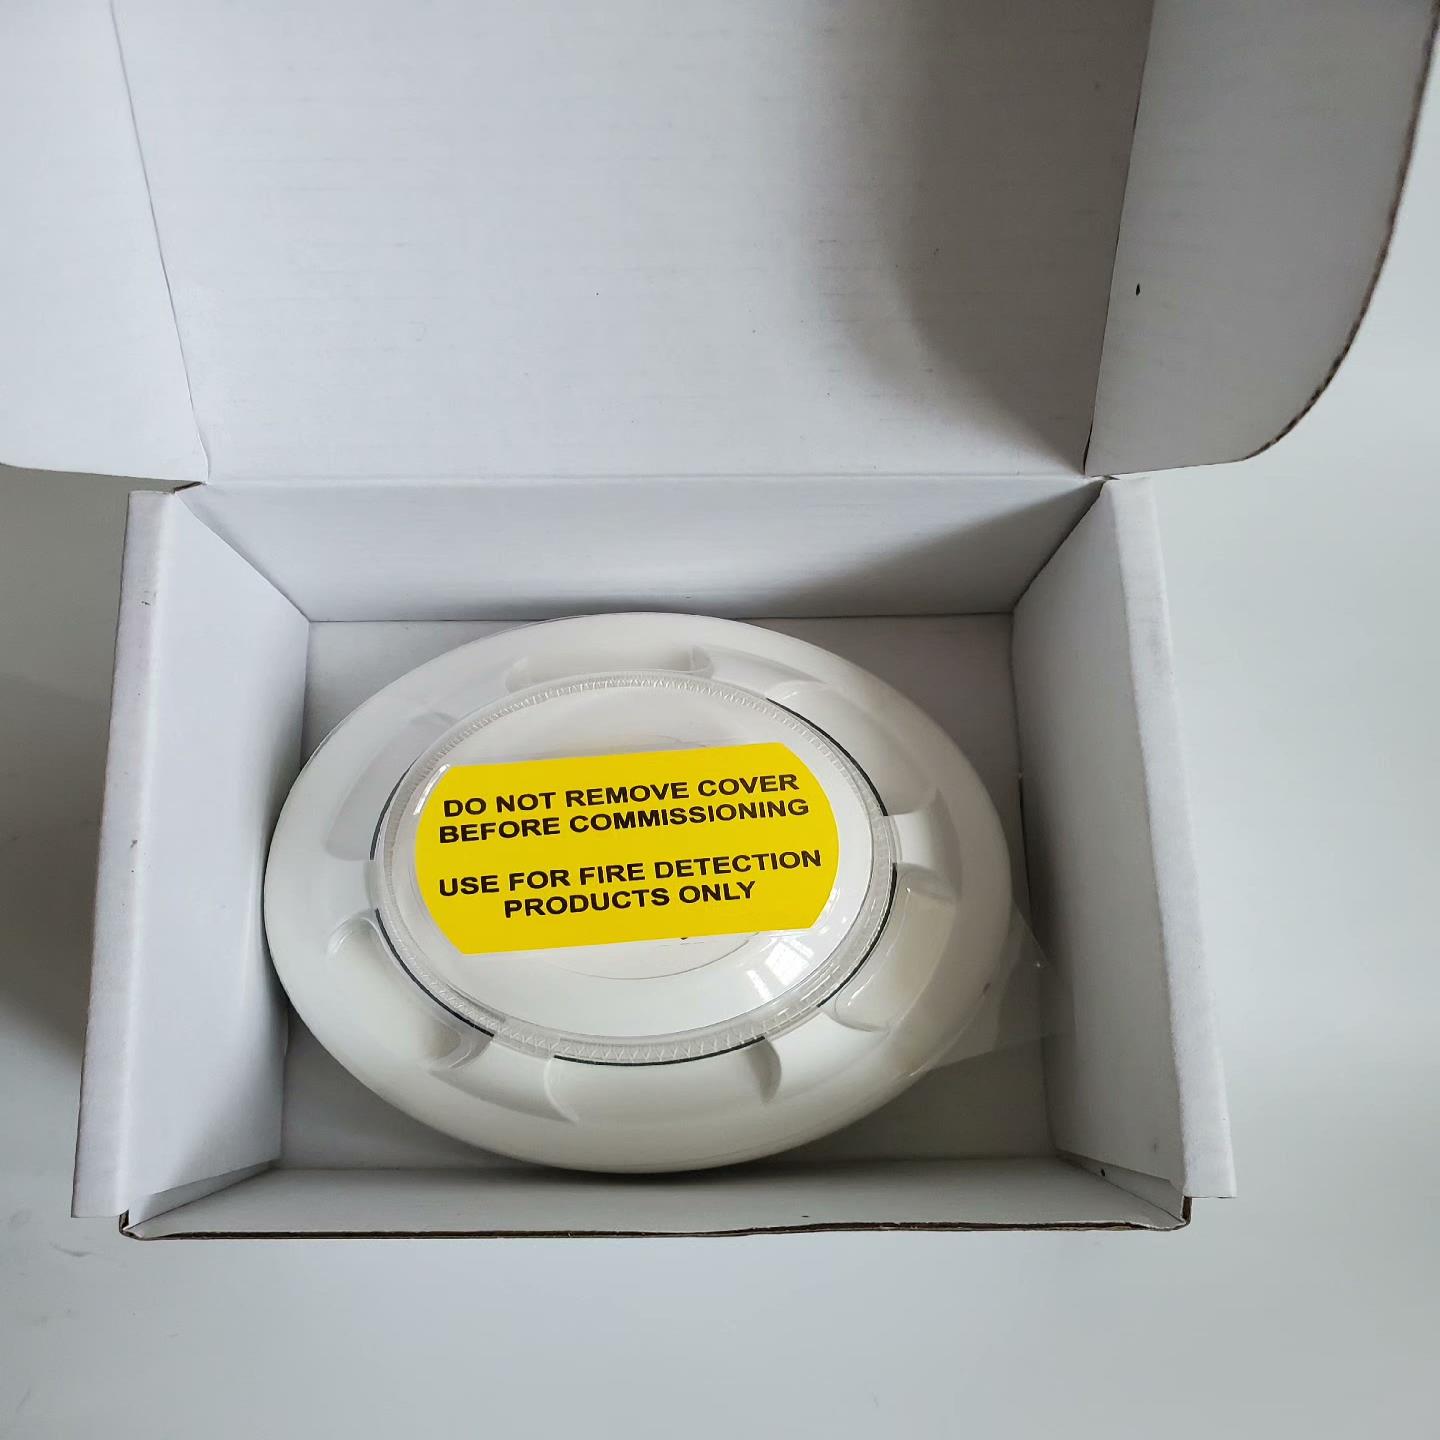 DO NOT REMOVE COVER
BEFORE COMMISSIONING
USE FOR FIRE DETECTION
PRODUCTS ONLY